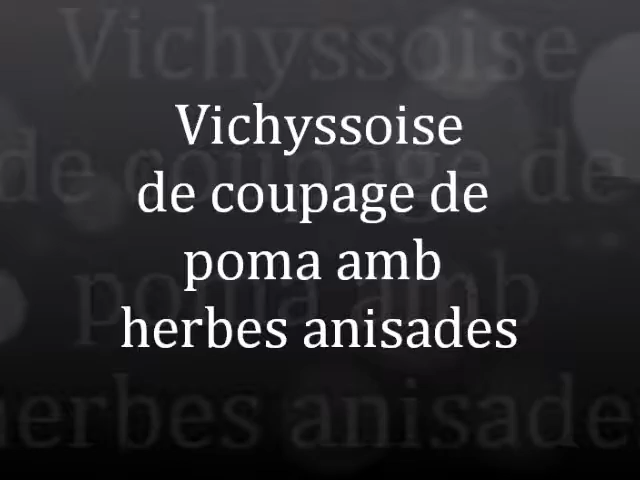 Vichyssoise
de coupage de
poma amb
herbes anisades